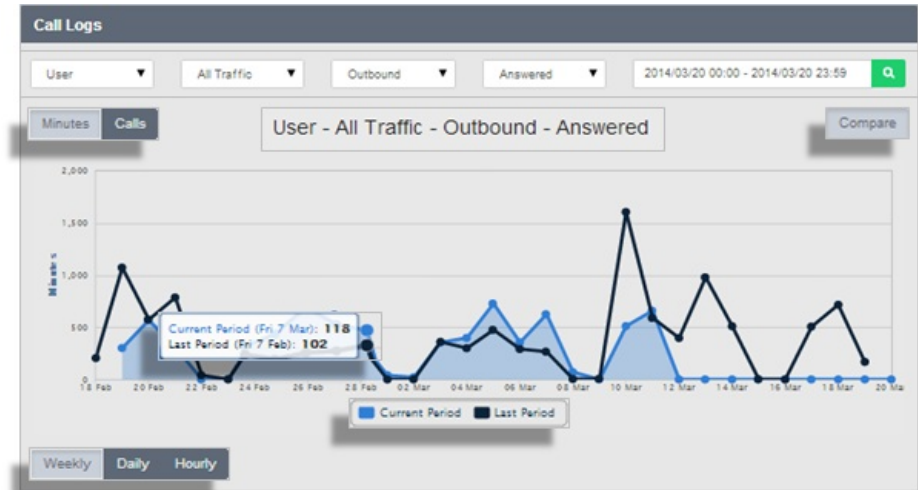 Call Logs
User All Traffic Outbound Answered 2014/03/20 00:00 - 2014/03/20 23:59
Minutes Calls User - All Traffic - Outbound - Answered Compare
2,000
1,500
Minutes
1,000
500
0
Current Period (Fri 7 Mar): 118
Last Period (Fri 7 Feb): 102
18 Feb 20 Feb 22 Feb 24 Feb 26 Feb 28 Feb 02 Mar 04 Mar 06 Mar 08 Mar 10 Mar 12 Mar 14 Mar 16 Mar 18 Mar 20 Ma
Current Period Last Period
Weekly Daily Hourly